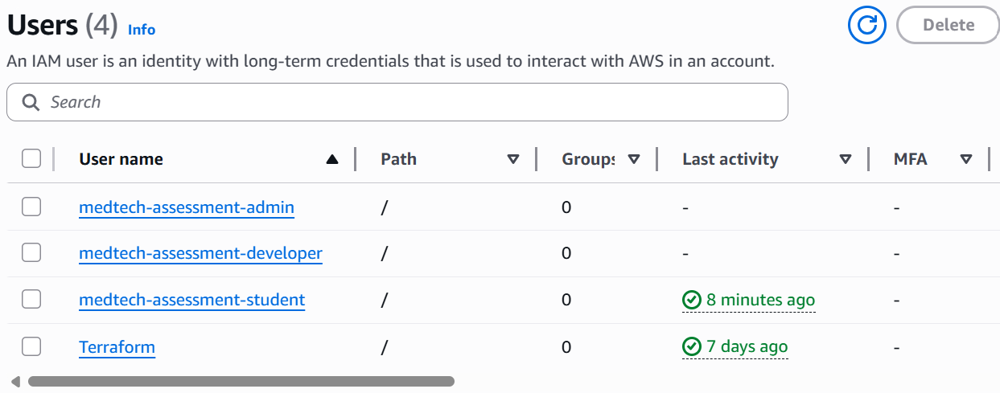 Users (4) Info
Delete
An IAM user is an identity with long-term credentials that is used to interact with AWS in an account.
Search
User name Path Groups Last activity MFA
medtech-assessment-admin / 0 - -
medtech-assessment-developer / 0 - -
medtech-assessment-student / 0 8 minutes ago -
Terraform / 0 7 days ago -